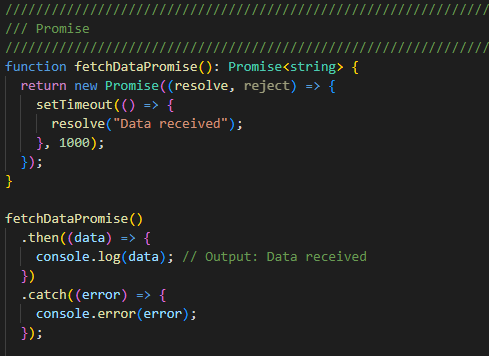 ////////////////////////////////////////////////////////////////
/// Promise
////////////////////////////////////////////////////////////////
function fetchDataPromise(): Promise<string> {
  return new Promise((resolve, reject) => {
    setTimeout(() => {
      resolve("Data received");
    }, 1000);
  });
}

fetchDataPromise()
  .then((data) => {
    console.log(data); // Output: Data received
  })
  .catch((error) => {
    console.error(error);
  });